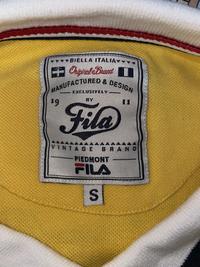 BIELLA ITALIA
Original Brand
MANUFACTURED & DESIGN
EXCLUSIVELY
19 BY 11
Fila
VINTAGE BRAND
PIEDMONT
FILA
S